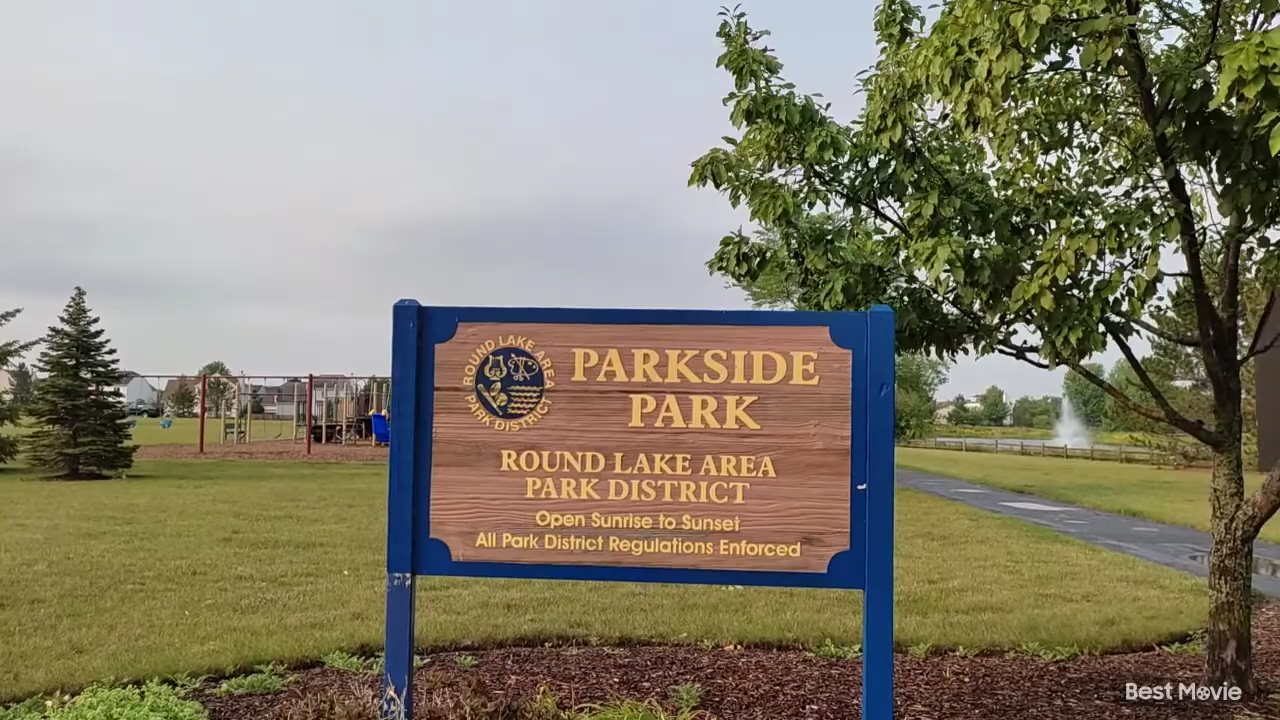 ROUND LAKE AREA
PARK DISTRICT
PARKSIDE
PARK
ROUND LAKE AREA
PARK DISTRICT
Open Sunrise to Sunset
All Park District Regulations Enforced
Best Movie